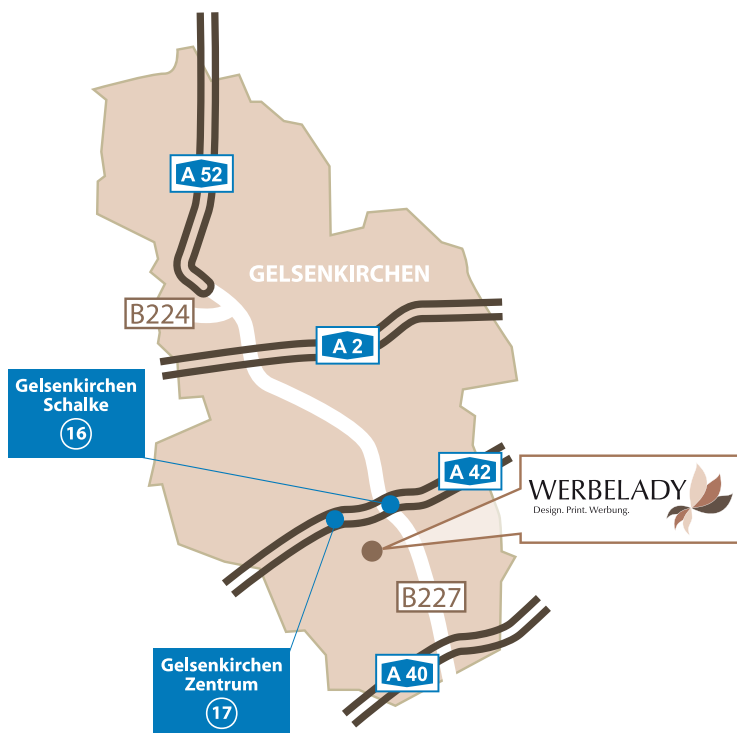 A 52
GELSENKIRCHEN
B224
A 2
Gelsenkirchen
Schalke
16
A 42
WERBELADY
Design. Print. Werbung.
B227
Gelsenkirchen
Zentrum
17
A 40